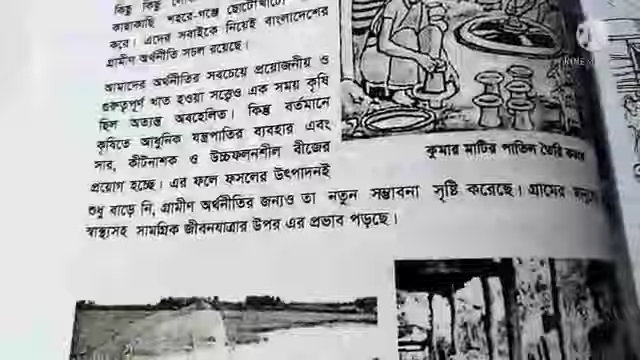 কিছু কিছু
কাছাকাছি শহরে-গঞ্জে ছোটোখাটো
করে। এদের সবাইকে নিয়েই বাংলাদেশের
গ্রামীণ অর্থনীতি সচল রয়েছে।
আমাদের অর্থনীতির সবচেয়ে প্রয়োজনীয় ও
গুরুত্বপূর্ণ খাত হওয়া সত্ত্বেও এক সময় কৃষি
ছিল অত্যন্ত অবহেলিত। কিন্তু বর্তমানে
কৃষিতে আধুনিক যন্ত্রপাতির ব্যবহার এবং
সার, কীটনাশক ও উচ্চফলনশীল বীজের
প্রয়োগ হচ্ছে। এর ফলে ফসলের উৎপাদনই
কুমার মাটির পাতিল তৈরি করছে
শুধু বাড়ে নি, গ্রামীণ অর্থনীতির জন্যও তা নতুন সম্ভাবনা সৃষ্টি করেছে। গ্রামের
স্বাস্থ্যসহ সামগ্রিক জীবনযাত্রার উপর এর প্রভাব পড়ছে।